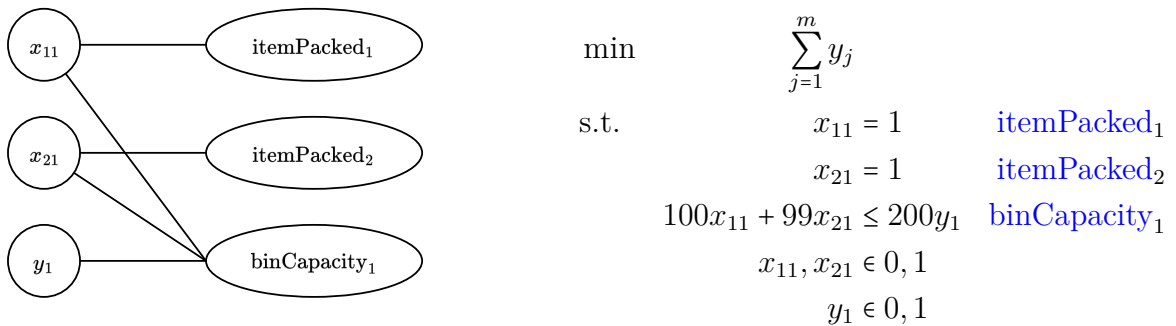 x₁₁ itemPacked₁
x₂₁ itemPacked₂
y₁ binCapacity₁
min ∑ᵐⱼ₌₁ yⱼ
s.t. x₁₁ = 1 itemPacked₁
x₂₁ = 1 itemPacked₂
100x₁₁ + 99x₂₁ ≤ 200y₁ binCapacity₁
x₁₁, x₂₁ ∈ 0, 1
y₁ ∈ 0, 1